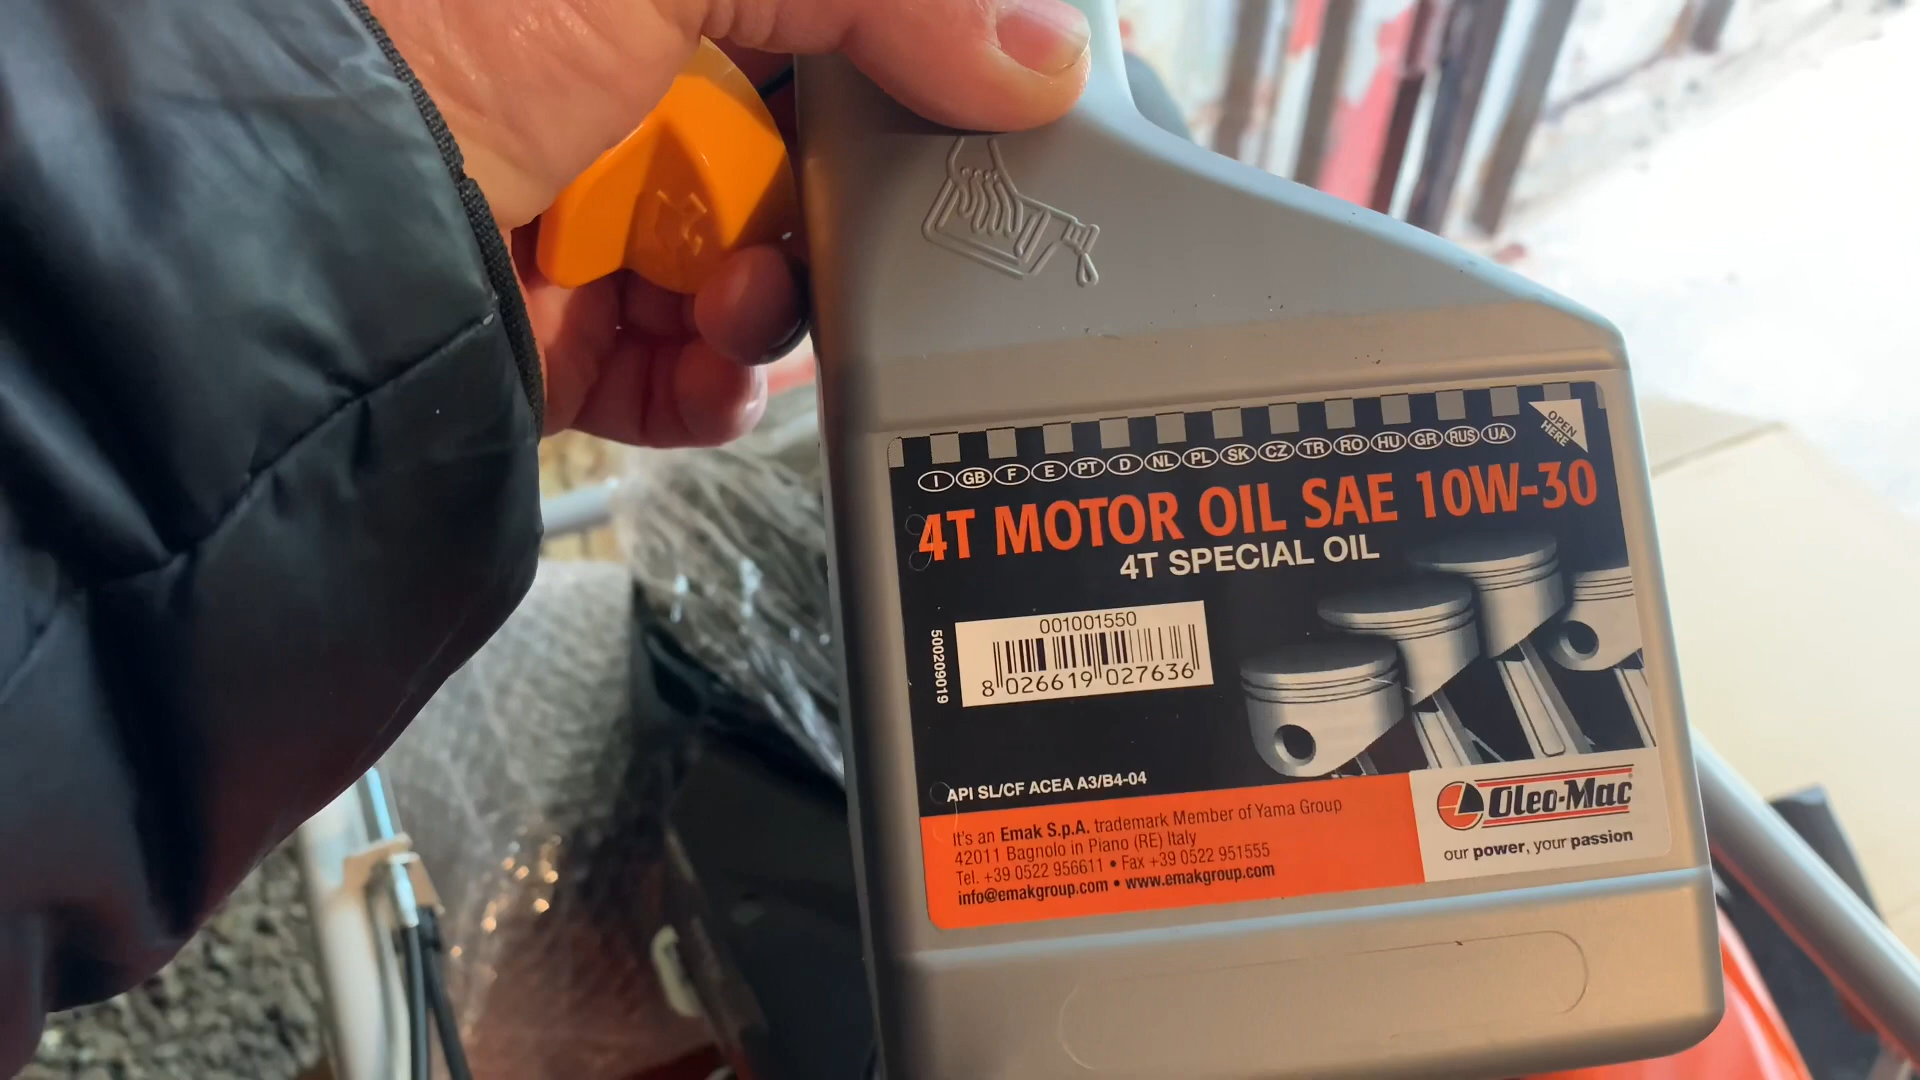 OPEN
HERE
I GB F E PT D NL PL SK CZ TR RO HU GR RUS UA
4T MOTOR OIL SAE 10W-30
4T SPECIAL OIL
001001550
8 026619 027636
500209019
API SL/CF ACEA A3/B4-04
It's an Emak S.p.A. trademark Member of Yama Group
42011 Bagnolo in Piano (RE) Italy
Tel. +39 0522 956611 • Fax +39 0522 951555
info@emakgroup.com • www.emakgroup.com
Oleo-Mac
our power, your passion